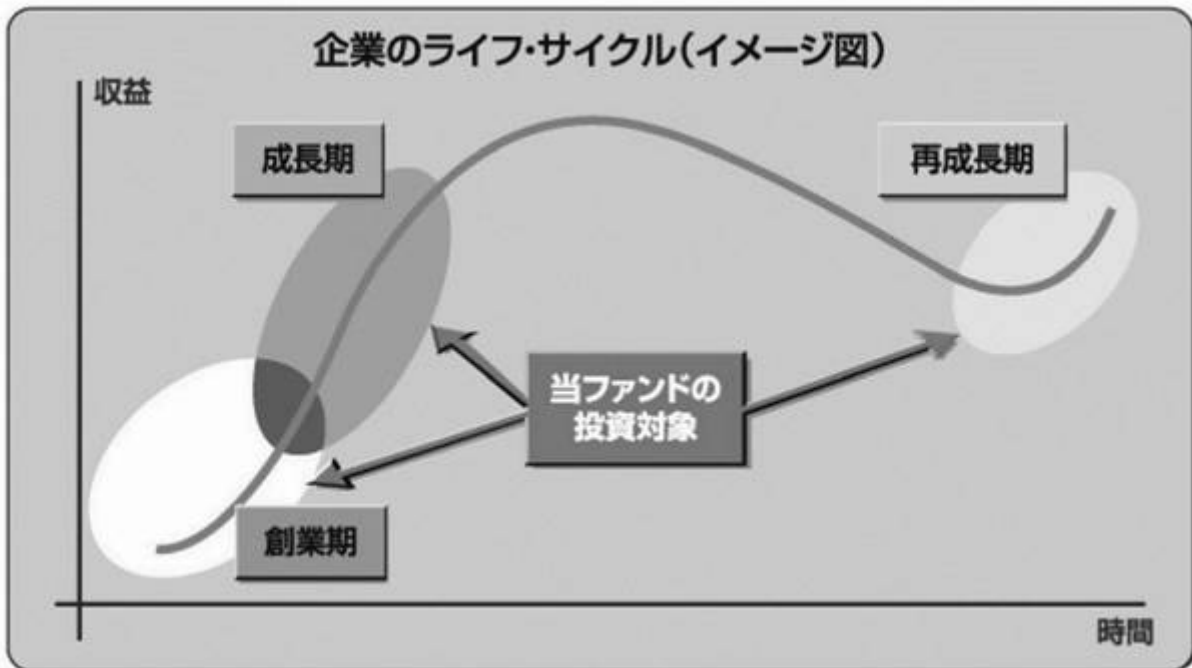 企業のライフ・サイクル(イメージ図)
収益
成長期
再成長期
当ファンドの
投資対象
創業期
時間